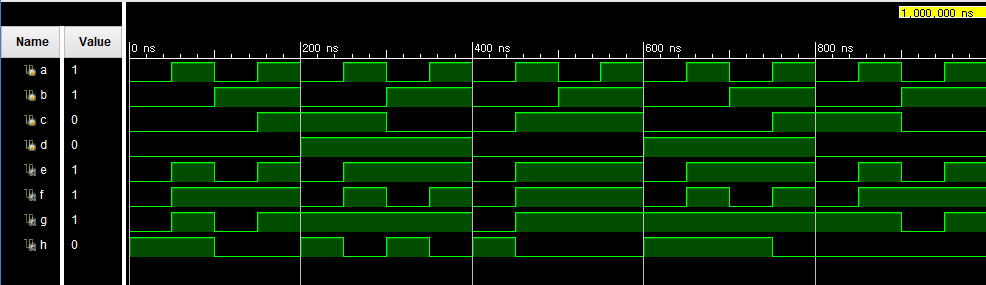 1,000,000 ns
Name Value
0 ns 200 ns 400 ns 600 ns 800 ns
a 1
b 1
c 0
d 0
e 1
f 1
g 1
h 0